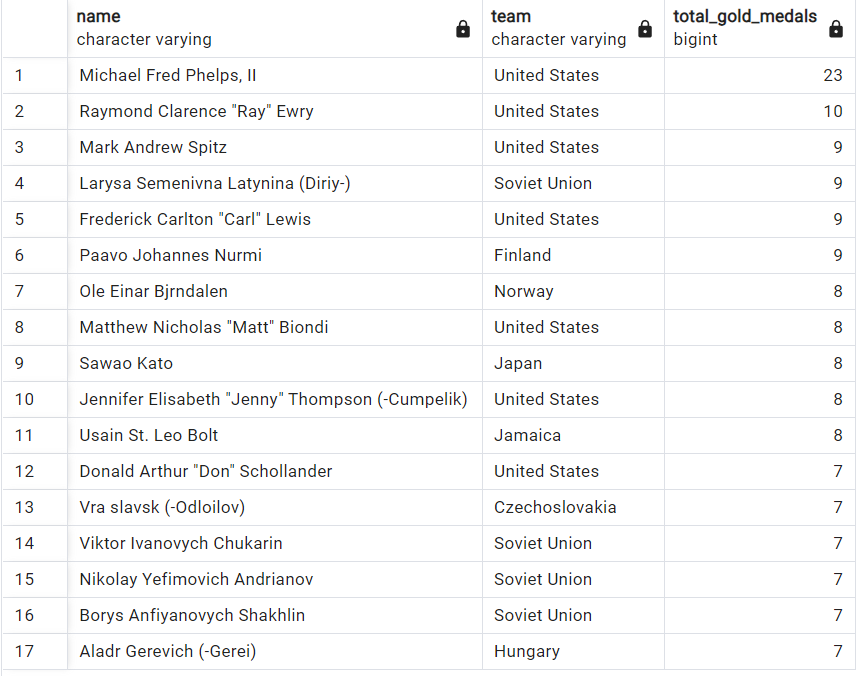 name team total_gold_medals
character varying character varying bigint
1 Michael Fred Phelps, II United States 23
2 Raymond Clarence "Ray" Ewry United States 10
3 Mark Andrew Spitz United States 9
4 Larysa Semenivna Latynina (Diriy-) Soviet Union 9
5 Frederick Carlton "Carl" Lewis United States 9
6 Paavo Johannes Nurmi Finland 9
7 Ole Einar Bjrndalen Norway 8
8 Matthew Nicholas "Matt" Biondi United States 8
9 Sawao Kato Japan 8
10 Jennifer Elisabeth "Jenny" Thompson (-Cumpelik) United States 8
11 Usain St. Leo Bolt Jamaica 8
12 Donald Arthur "Don" Schollander United States 7
13 Vra slavsk (-Odloilov) Czechoslovakia 7
14 Viktor Ivanovych Chukarin Soviet Union 7
15 Nikolay Yefimovich Andrianov Soviet Union 7
16 Borys Anfiyanovych Shakhlin Soviet Union 7
17 Aladr Gerevich (-Gerei) Hungary 7